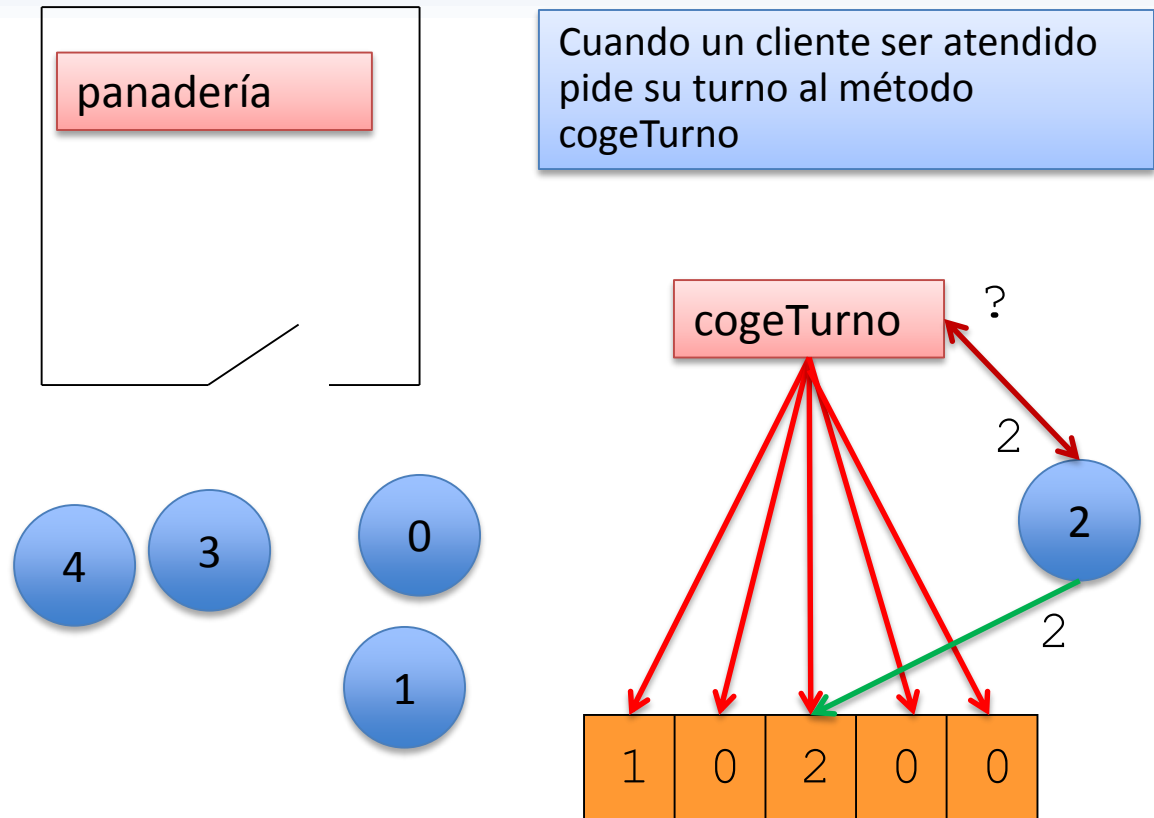 panadería
Cuando un cliente ser atendido
pide su turno al método
cogeTurno
cogeTurno
?
2
2
2
4
3
0
1
1 0 2 0 0